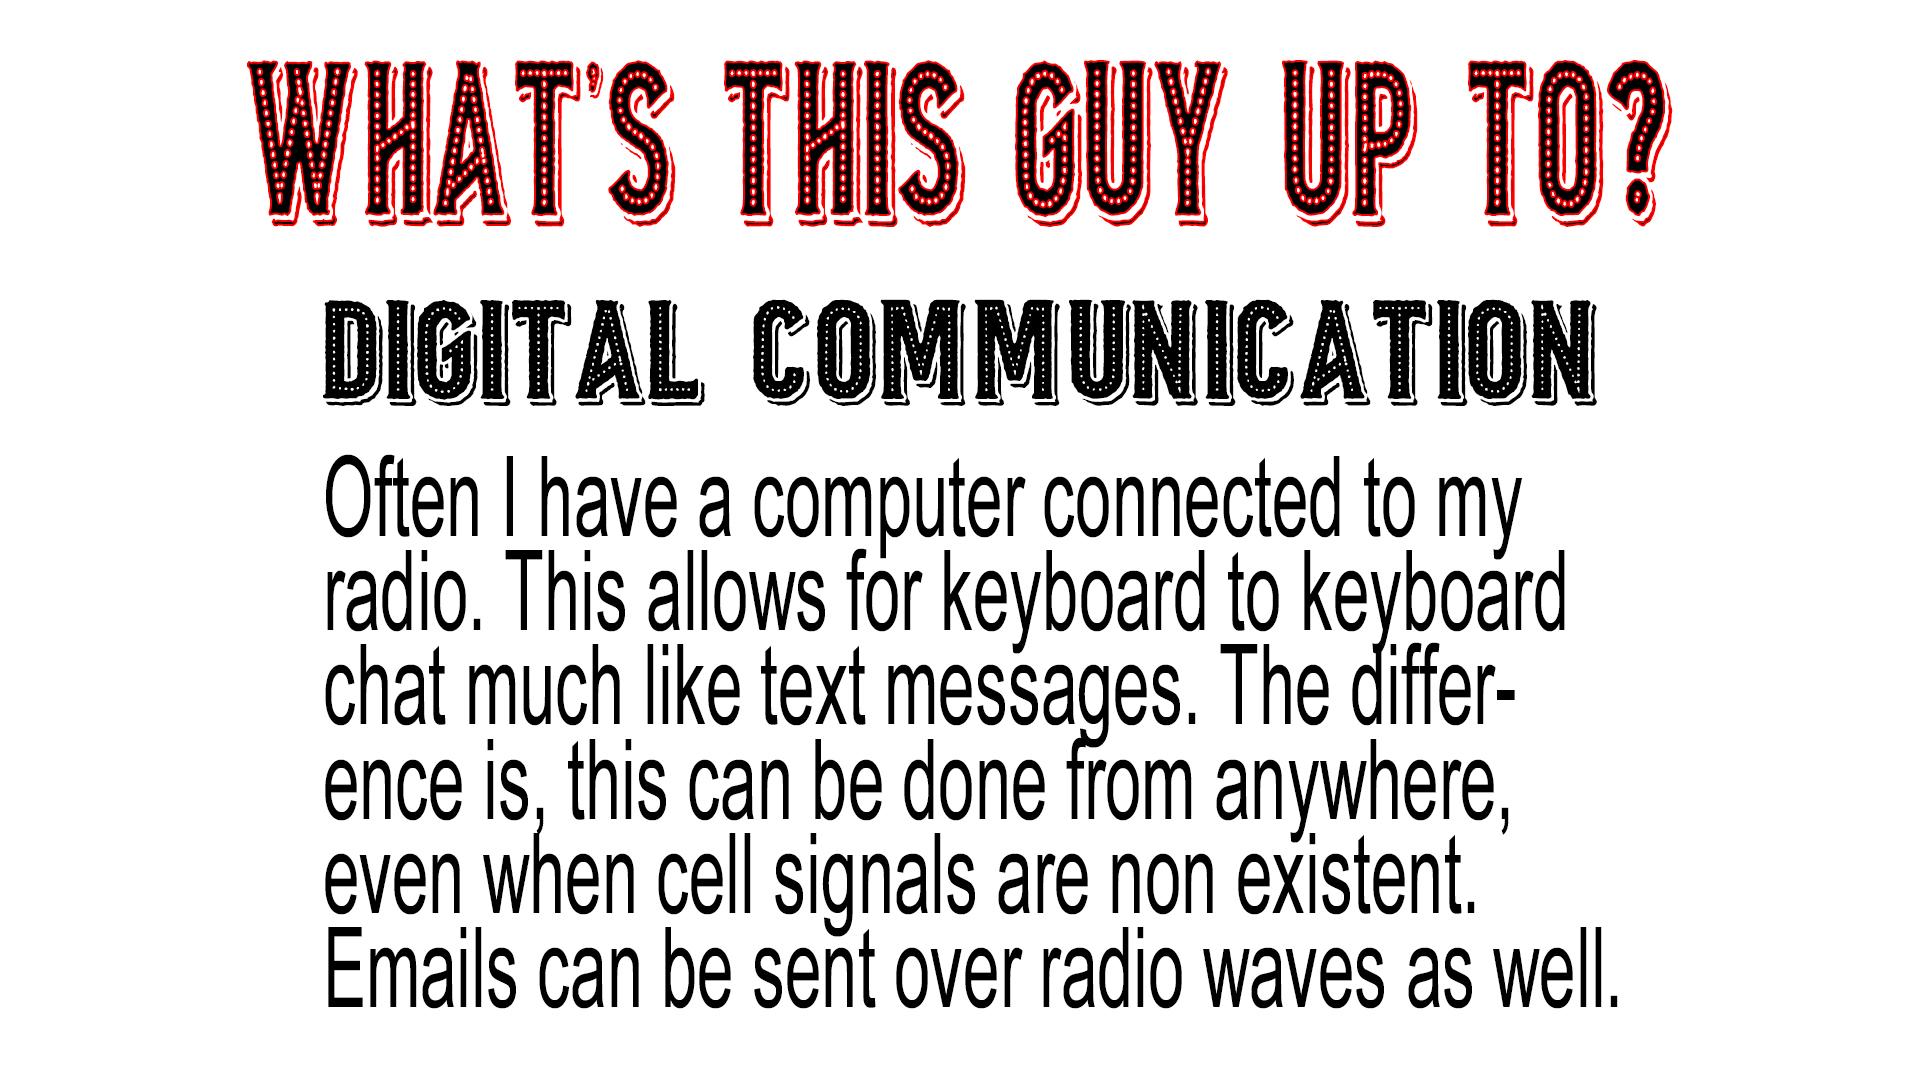 WHAT'S THIS GUY UP TO?
DIGITAL COMMUNICATION
Often I have a computer connected to my
radio. This allows for keyboard to keyboard
chat much like text messages. The differ-
ence is, this can be done from anywhere,
even when cell signals are non existent.
Emails can be sent over radio waves as well.